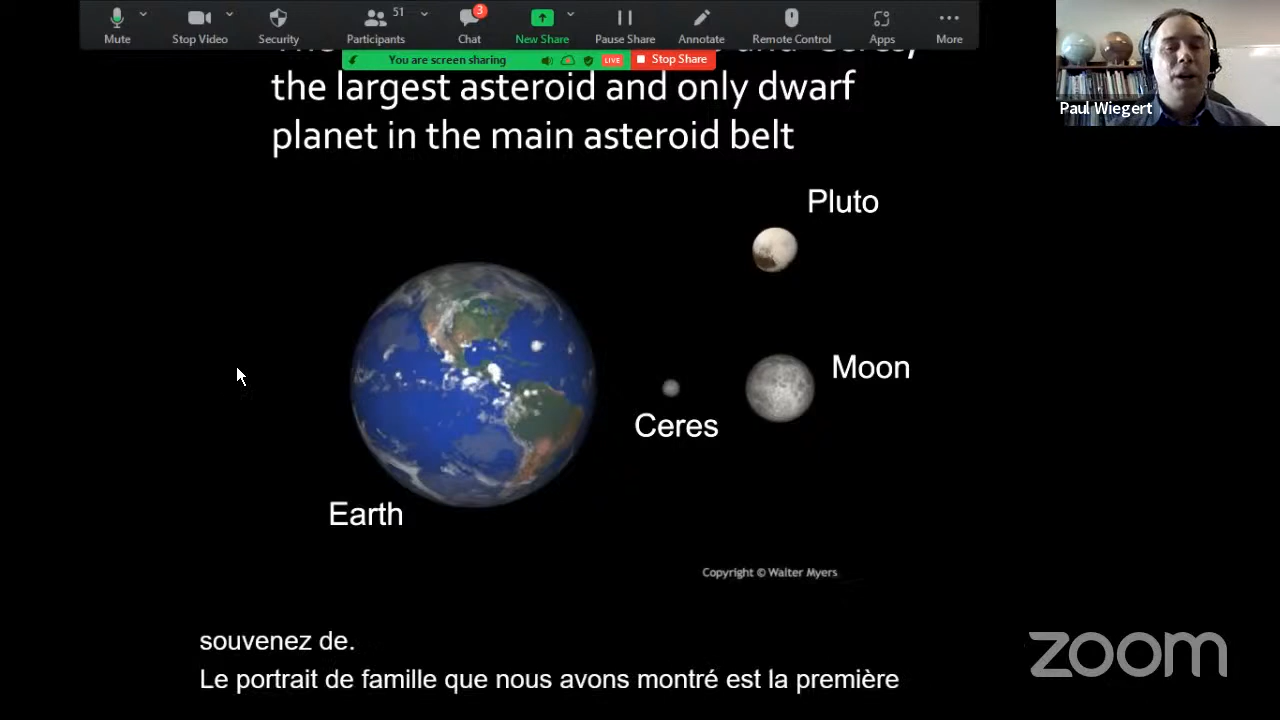 Mute
Stop Video
Security
51
Participants
3
Chat
New Share
Pause Share
Annotate
Remote Control
Apps
More
You are screen sharing
LIVE
Stop Share
Paul Wiegert
the largest asteroid and only dwarf
planet in the main asteroid belt
Pluto
Moon
Ceres
Earth
Copyright © Walter Myers
souvenez de.
Le portrait de famille que nous avons montré est la première
zoom